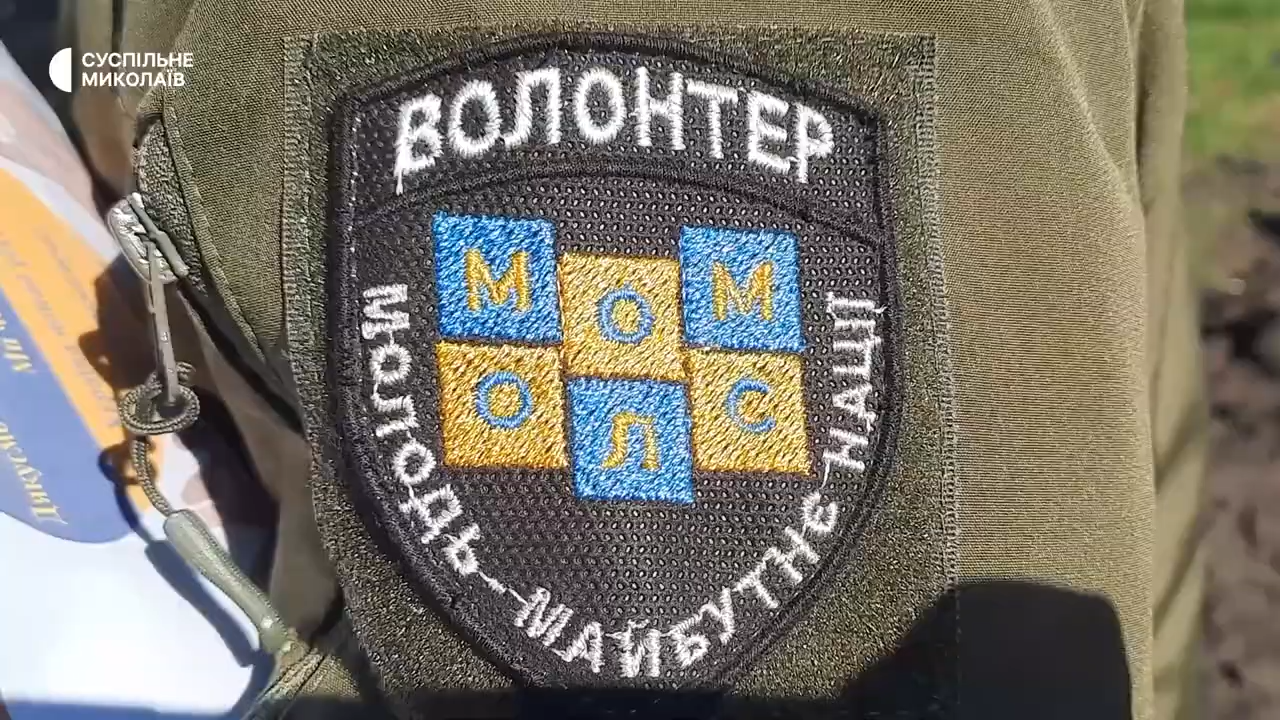 СУСПІЛЬНЕ
МИКОЛАЇВ
ВОЛОНТЕР
М О М
О Л С
Молодь—МАЙБУТНЄ НАЦІЇ